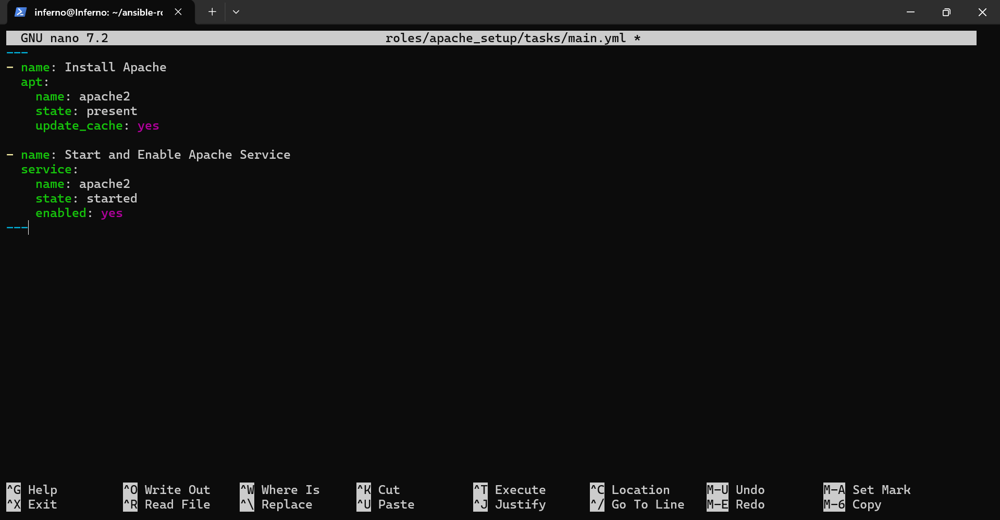 inferno@Inferno: ~/ansible-ro
GNU nano 7.2 roles/apache_setup/tasks/main.yml *
---
- name: Install Apache
  apt:
    name: apache2
    state: present
    update_cache: yes

- name: Start and Enable Apache Service
  service:
    name: apache2
    state: started
    enabled: yes
---
^G Help ^O Write Out ^W Where Is ^K Cut ^T Execute ^C Location M-U Undo M-A Set Mark
^X Exit ^R Read File ^\ Replace ^U Paste ^J Justify ^/ Go To Line M-E Redo M-6 Copy